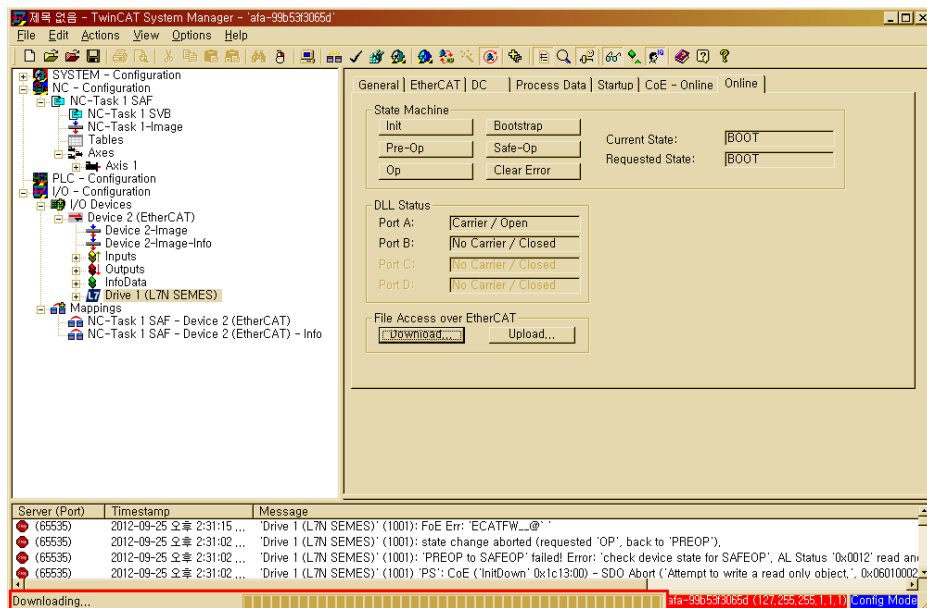 제목 없음 - TwinCAT System Manager - 'afa-99b53f3065d'
File Edit Actions View Options Help
SYSTEM - Configuration
NC - Configuration
NC-Task 1 SAF
NC-Task 1 SVB
NC-Task 1-Image
Tables
Axes
Axis 1
PLC - Configuration
I/O - Configuration
I/O Devices
Device 2 (EtherCAT)
Device 2-Image
Device 2-Image-Info
Inputs
Outputs
InfoData
L7 Drive 1 (L7N SEMES)
Mappings
NC-Task 1 SAF - Device 2 (EtherCAT)
NC-Task 1 SAF - Device 2 (EtherCAT) - Info
General EtherCAT DC Process Data Startup CoE - Online Online
State Machine
Init Bootstrap
Pre-Op Safe-Op
Op Clear Error
Current State: BOOT
Requested State: BOOT
DLL Status
Port A: Carrier / Open
Port B: No Carrier / Closed
Port C: No Carrier / Closed
Port D: No Carrier / Closed
File Access over EtherCAT
Download... Upload...
Server (Port) Timestamp Message
(65535) 2012-09-25 오후 2:31:15 ... 'Drive 1 (L7N SEMES)' (1001): FoE Err: 'ECATFW__@` '
(65535) 2012-09-25 오후 2:31:02 ... 'Drive 1 (L7N SEMES)' (1001): state change aborted (requested 'OP', back to 'PREOP').
(65535) 2012-09-25 오후 2:31:02 ... 'Drive 1 (L7N SEMES)' (1001): 'PREOP to SAFEOP' failed! Error: 'check device state for SAFEOP', AL Status '0x0012' read and
(65535) 2012-09-25 오후 2:31:02 ... 'Drive 1 (L7N SEMES)' (1001) 'PS': CoE ('InitDown' 0x1c13:00) - SDO Abort ('Attempt to write a read only object.', 0x06010002
Downloading... afa-99b53f3065d (127.255.255.1.1.1) Config Mode